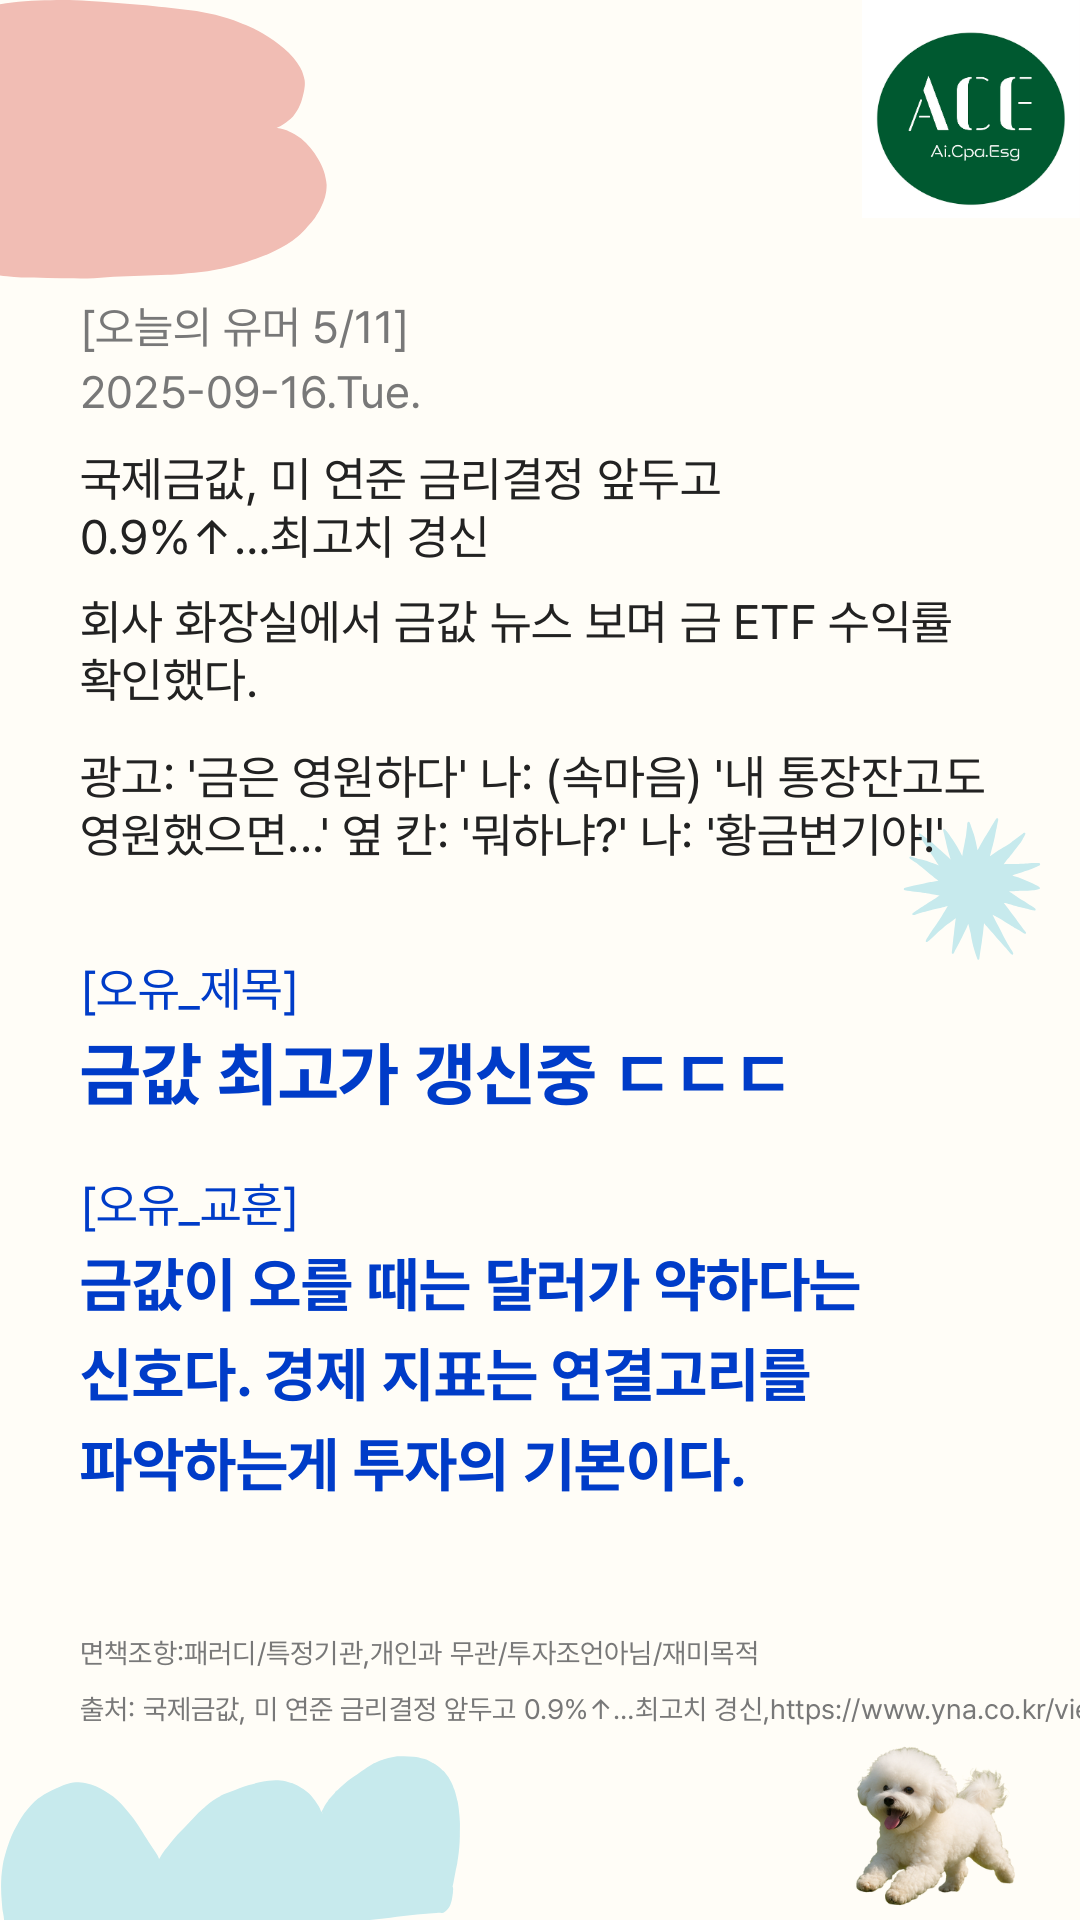 ACE
Ai.Cpa.Esg
[오늘의 유머 5/11]
2025-09-16.Tue.
국제금값, 미 연준 금리결정 앞두고
0.9%↑…최고치 경신
회사 화장실에서 금값 뉴스 보며 금 ETF 수익률
확인했다.
광고: '금은 영원하다' 나: (속마음) '내 통장잔고도
영원했으면...' 옆 칸: '뭐하냐?' 나: '황금변기야!'
[오유_제목]
금값 최고가 갱신중 ㄷㄷㄷ
[오유_교훈]
금값이 오를 때는 달러가 약하다는
신호다. 경제 지표는 연결고리를
파악하는게 투자의 기본이다.
면책조항:패러디/특정기관,개인과 무관/투자조언아님/재미목적
출처: 국제금값, 미 연준 금리결정 앞두고 0.9%↑…최고치 경신,https://www.yna.co.kr/vie